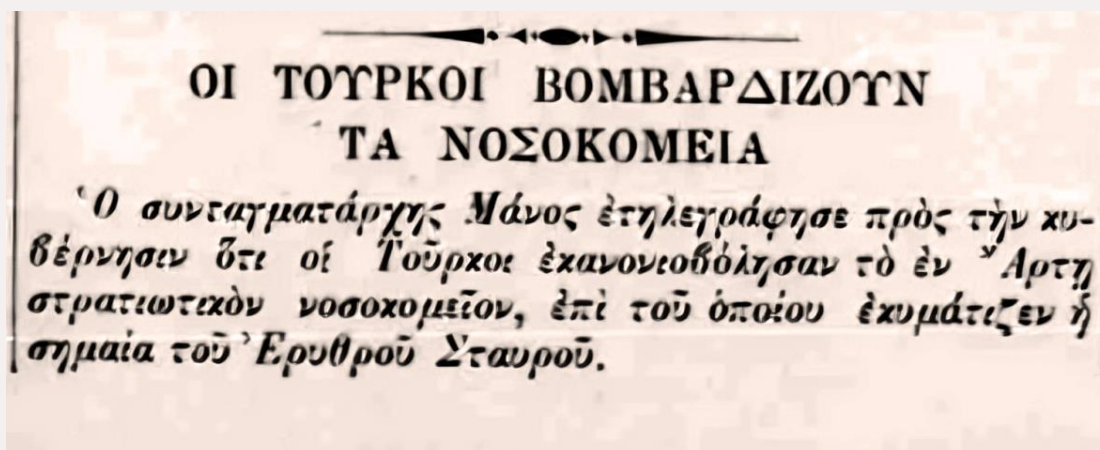 ΟΙ ΤΟΥΡΚΟΙ ΒΟΜΒΑΡΔΙΖΟΥΝ
ΤΑ ΝΟΣΟΚΟΜΕΙΑ
Ὁ συνταγματάρχης Μάνος ἐτηλεγράφησε πρὸς τὴν κυ-
βέρνησιν ὅτι οἱ Τοῦρκοι ἐκανονιοβόλησαν τὸ ἐν Ἄρτῃ
στρατιωτικὸν νοσοκομεῖον, ἐπὶ τοῦ ὁποίου ἐκυμάτιζεν ἡ
σημαία τοῦ Ἐρυθροῦ Σταυροῦ.